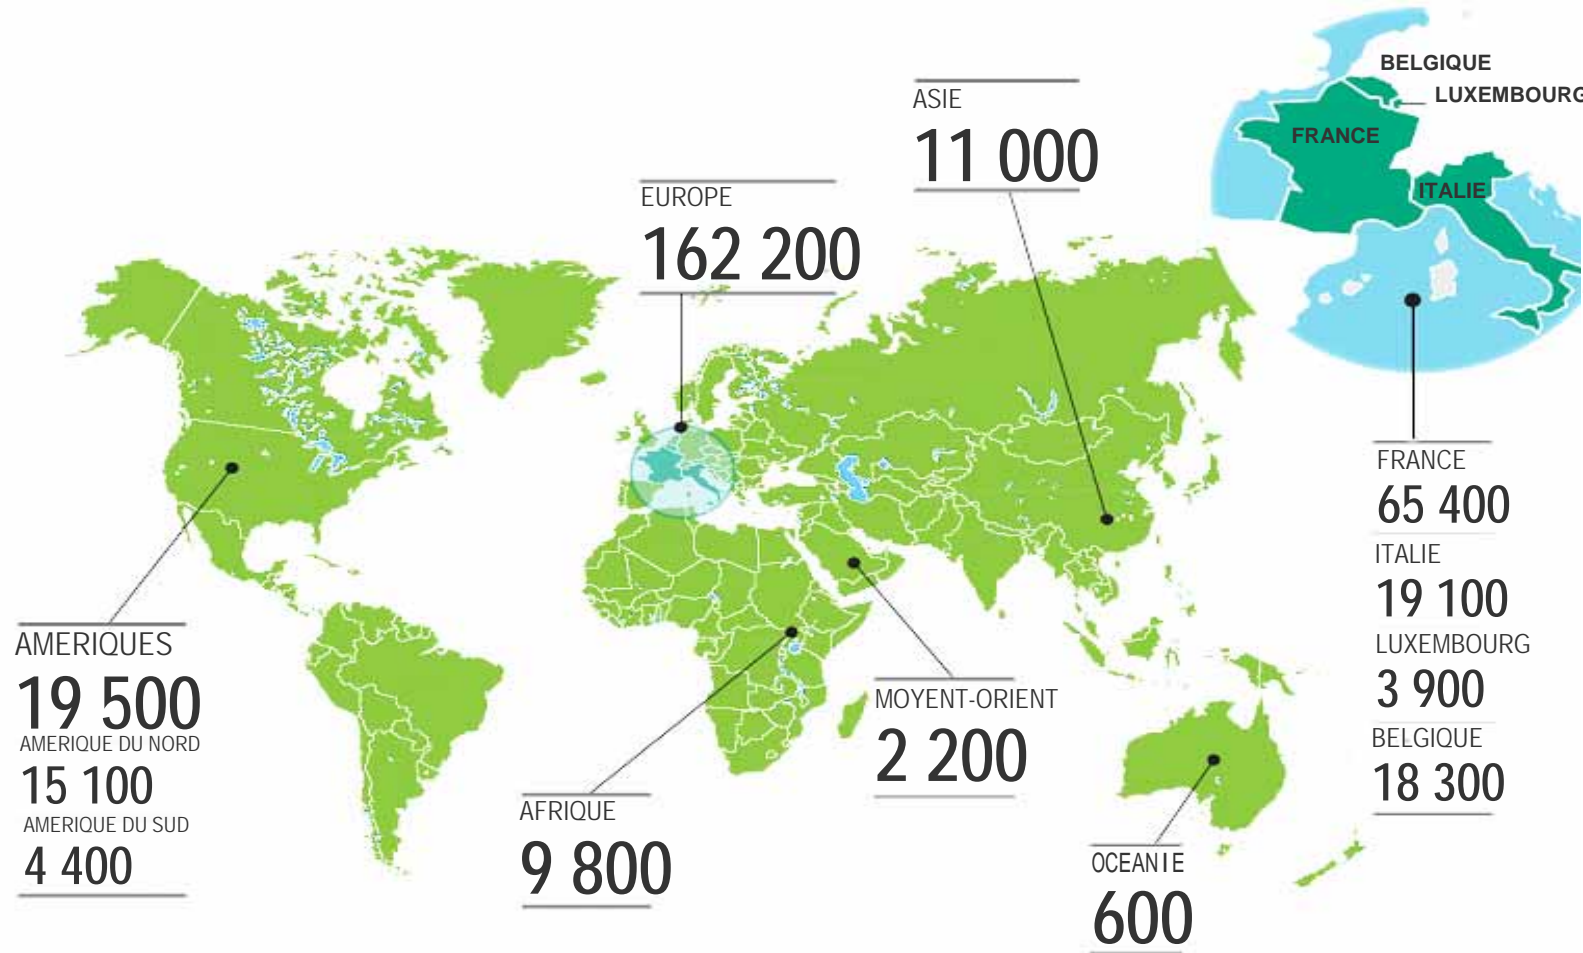 BELGIQUE
LUXEMBOURG
FRANCE
ITALIE
ASIE
11 000
EUROPE
162 200
AMERIQUES
19 500
AMERIQUE DU NORD
15 100
AMERIQUE DU SUD
4 400
AFRIQUE
9 800
MOYENT-ORIENT
2 200
OCEANIE
600
FRANCE
65 400
ITALIE
19 100
LUXEMBOURG
3 900
BELGIQUE
18 300